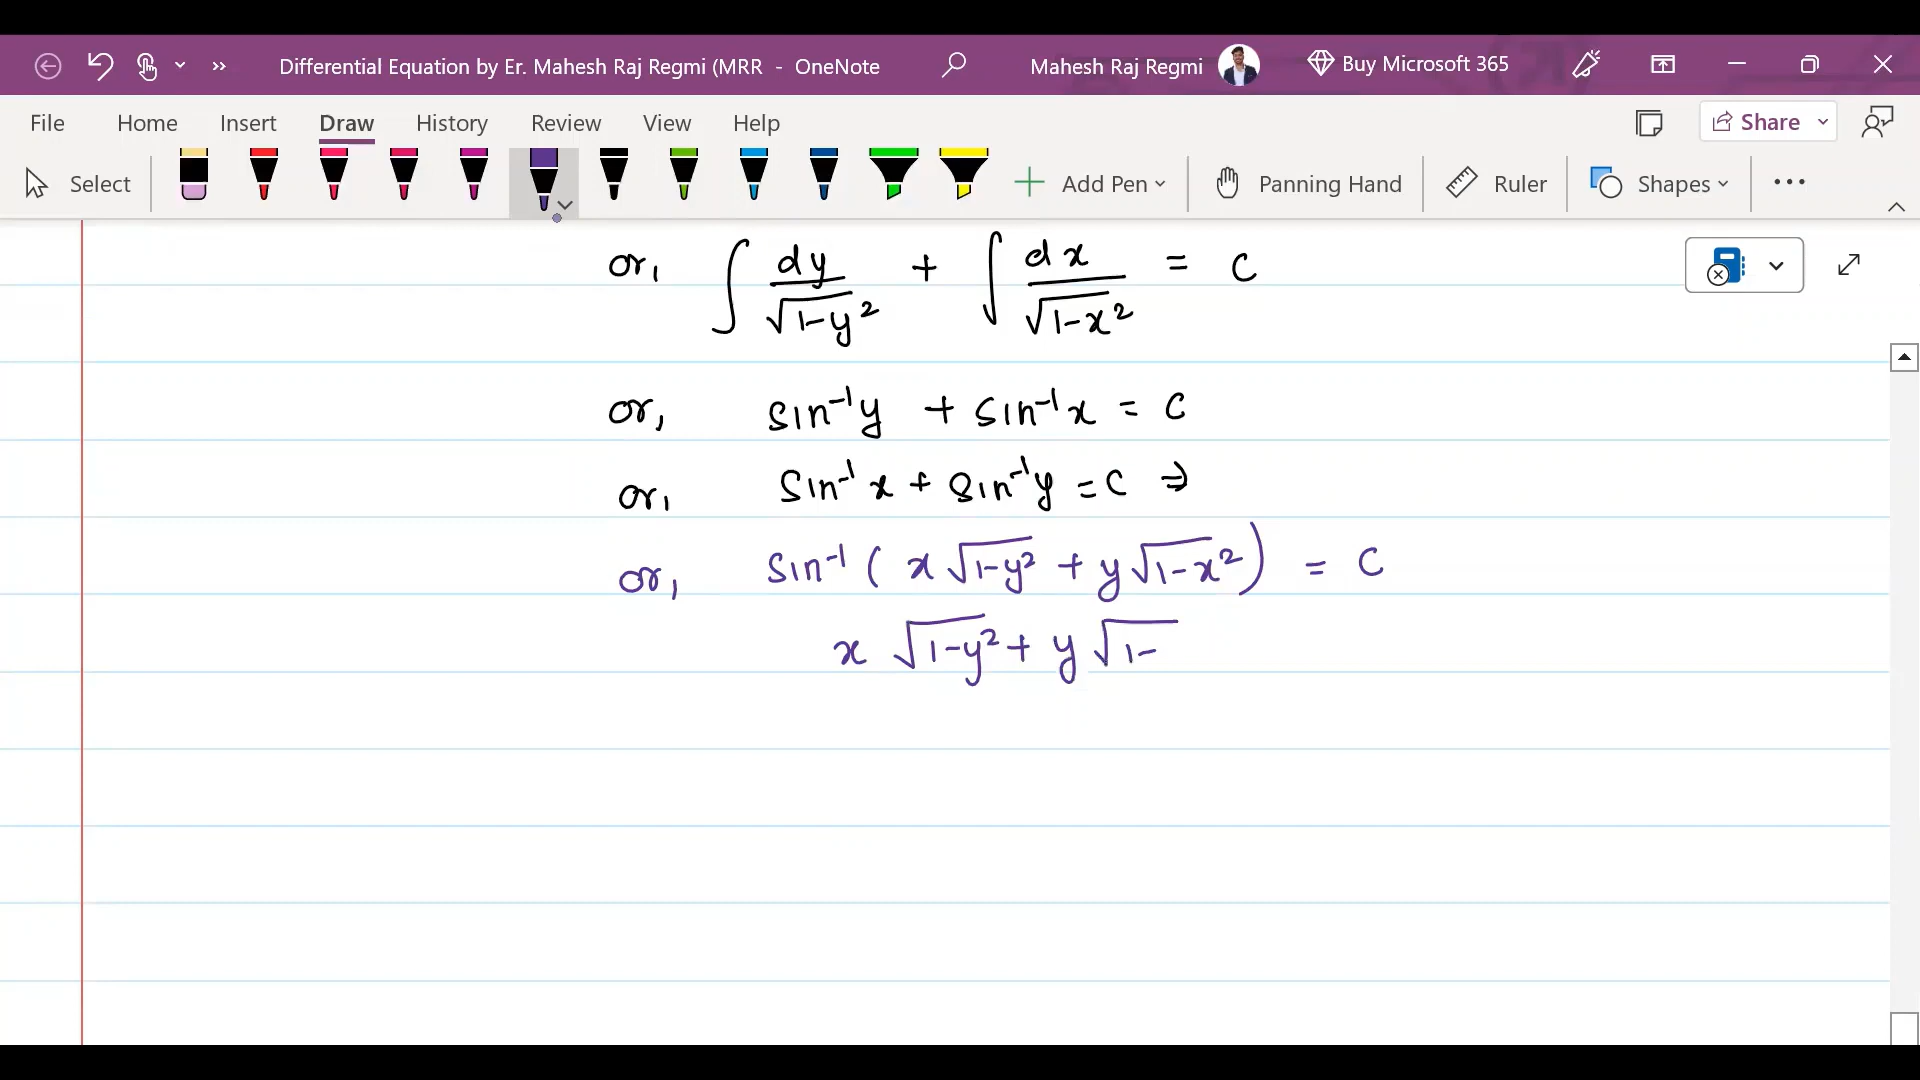 Differential Equation by Er. Mahesh Raj Regmi (MRR - OneNote
Mahesh Raj Regmi
Buy Microsoft 365
File Home Insert Draw History Review View Help
Share
Select
Add Pen
Panning Hand
Ruler
Shapes
or, ∫ dy/√1-y² + ∫ dx/√1-x² = c
or, sin⁻¹y + sin⁻¹x = c
or, Sin⁻¹x + Sin⁻¹y = c ⇒
or, Sin⁻¹ ( x √1-y² + y √1-x² ) = c
x √1-y² + y √1-